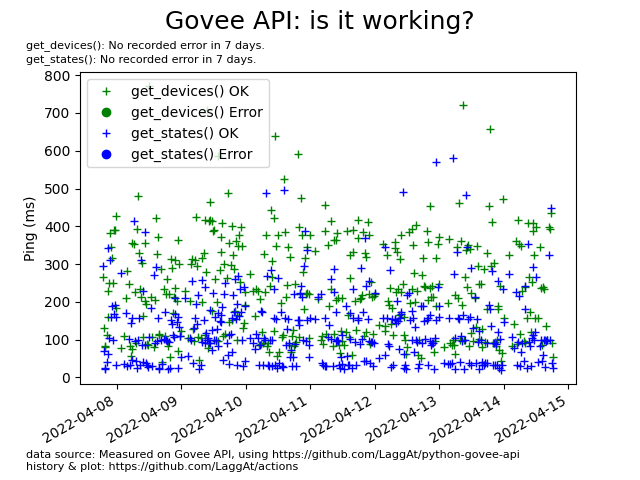 Govee API: is it working?
get_devices(): No recorded error in 7 days.
get_states(): No recorded error in 7 days.
800
700
600
500
400
300
200
100
0
Ping (ms)
get_devices() OK
get_devices() Error
get_states() OK
get_states() Error
2022-04-08
2022-04-09
2022-04-10
2022-04-11
2022-04-12
2022-04-13
2022-04-14
2022-04-15
data source: Measured on Govee API, using https://github.com/LaggAt/python-govee-api
history & plot: https://github.com/LaggAt/actions